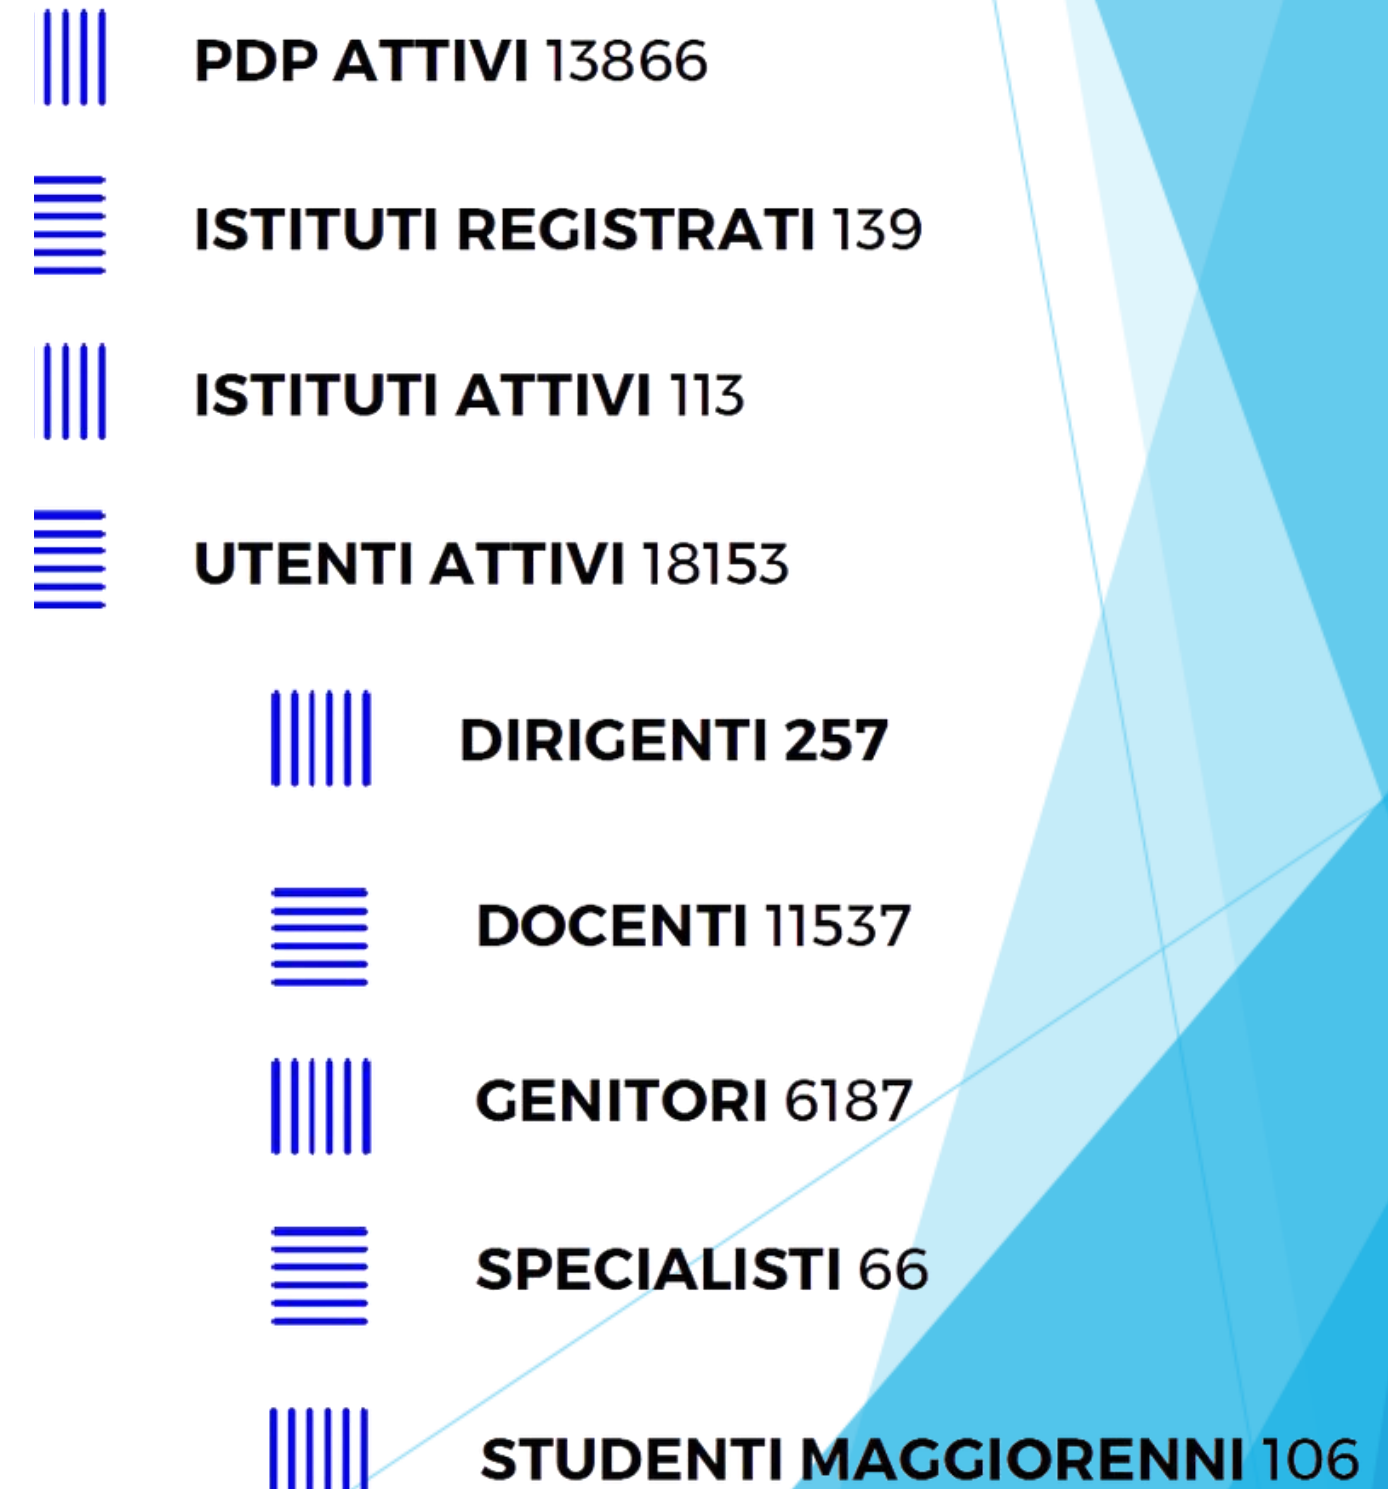 PDP ATTIVI 13866
ISTITUTI REGISTRATI 139
ISTITUTI ATTIVI 113
UTENTI ATTIVI 18153
DIRIGENTI 257
DOCENTI 11537
GENITORI 6187
SPECIALISTI 66
STUDENTI MAGGIORENNI 106